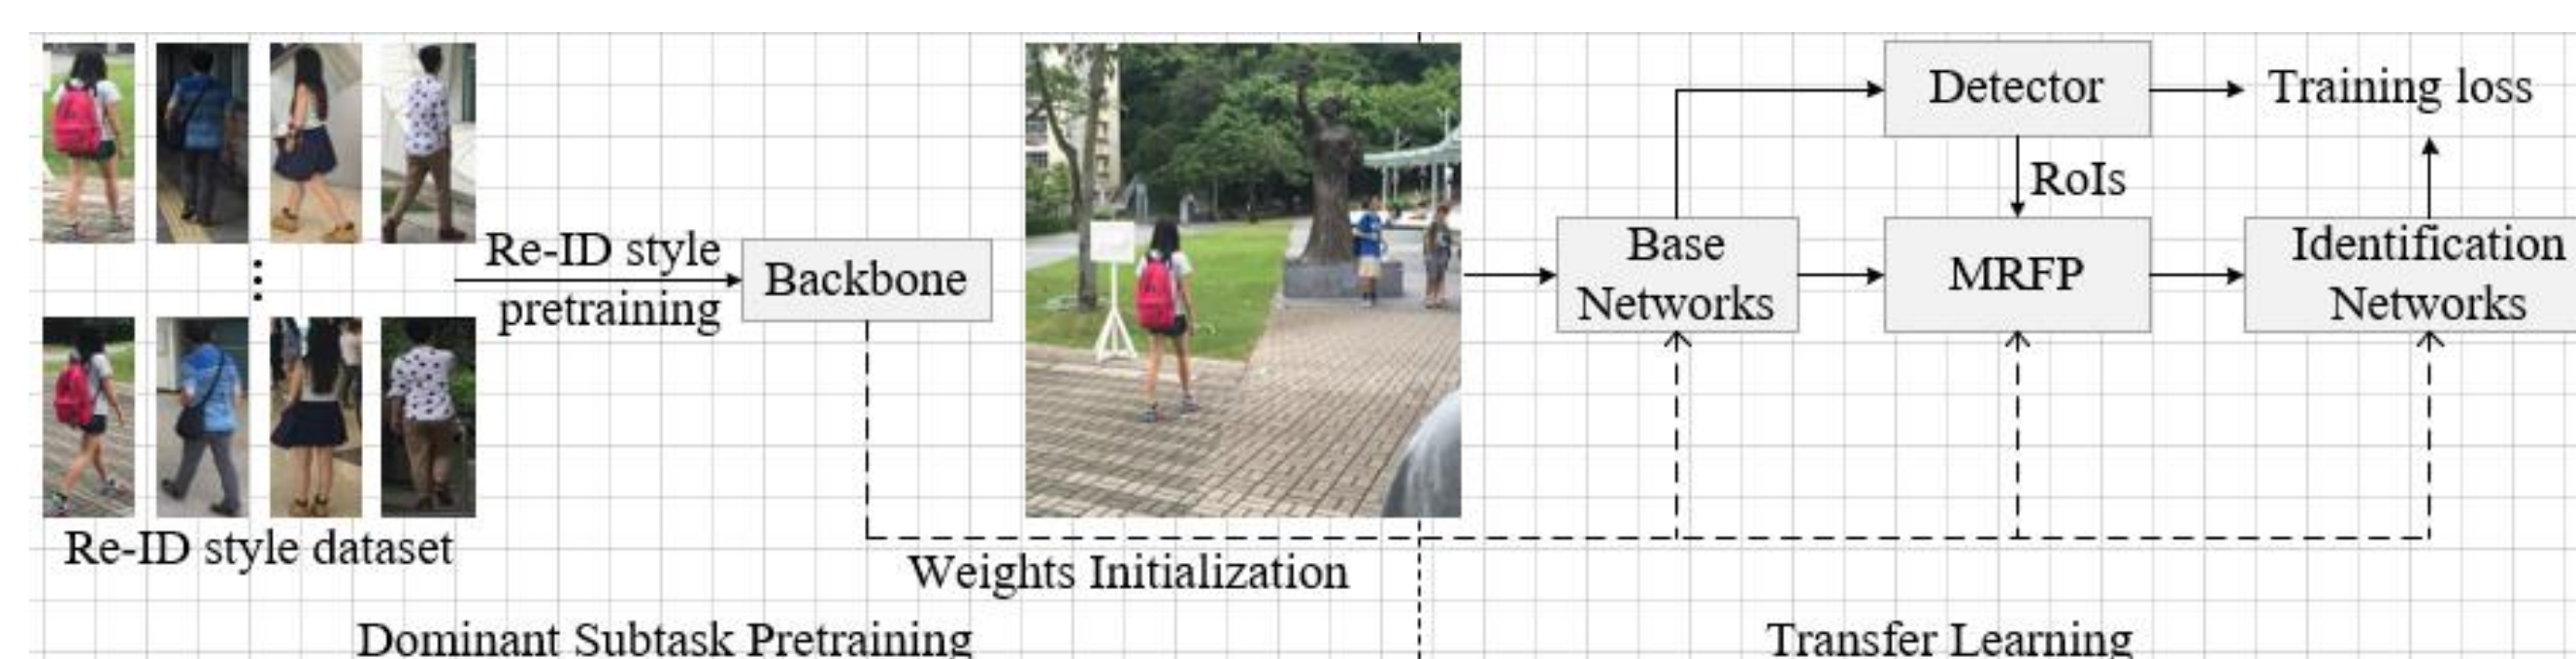 Re-ID style
pretraining
Backbone
Re-ID style dataset
Weights Initialization
Dominant Subtask Pretraining
Detector
Training loss
RoIs
Base
Networks
MRFP
Identification
Networks
Transfer Learning